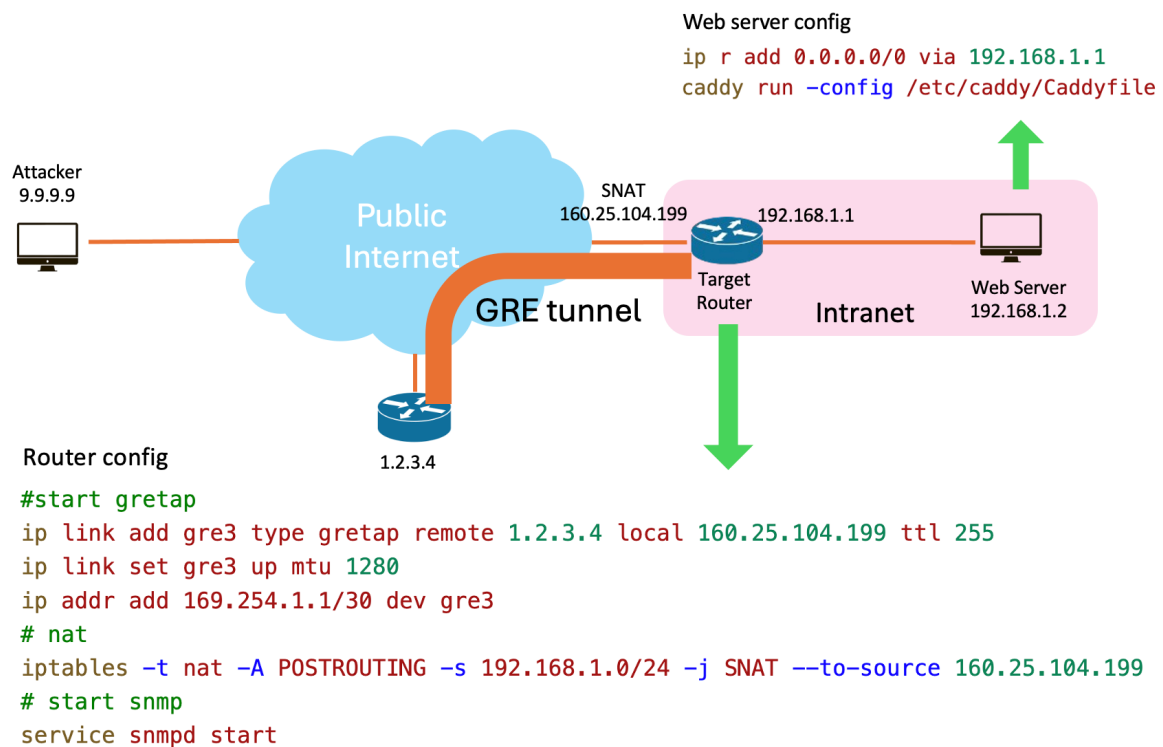 Web server config
ip r add 0.0.0.0/0 via 192.168.1.1
caddy run -config /etc/caddy/Caddyfile
Attacker
9.9.9.9
Public
Internet
SNAT
160.25.104.199
192.168.1.1
Target
Router
Web Server
192.168.1.2
GRE tunnel
Intranet
1.2.3.4
Router config
#start gretap
ip link add gre3 type gretap remote 1.2.3.4 local 160.25.104.199 ttl 255
ip link set gre3 up mtu 1280
ip addr add 169.254.1.1/30 dev gre3
# nat
iptables -t nat -A POSTROUTING -s 192.168.1.0/24 -j SNAT --to-source 160.25.104.199
# start snmp
service snmpd start